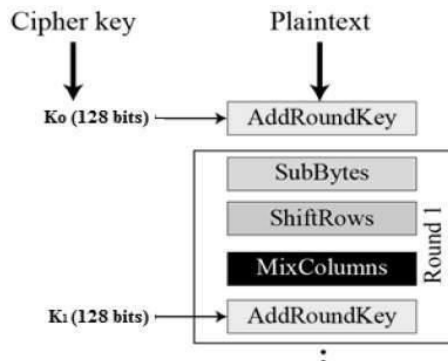 Cipher key
Plaintext
K0 (128 bits)
AddRoundKey
SubBytes
ShiftRows
MixColumns
Round 1
K1 (128 bits)
AddRoundKey